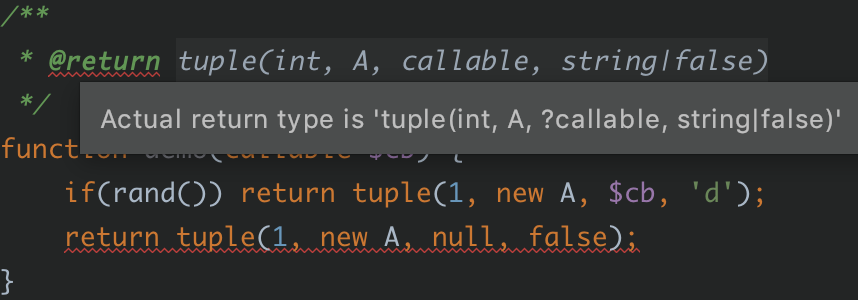 /**
* @return tuple(int, A, callable, string|false)
*/
Actual return type is 'tuple(int, A, ?callable, string|false)'
function demo(callable $cb) {
if(rand()) return tuple(1, new A, $cb, 'd');
return tuple(1, new A, null, false);
}